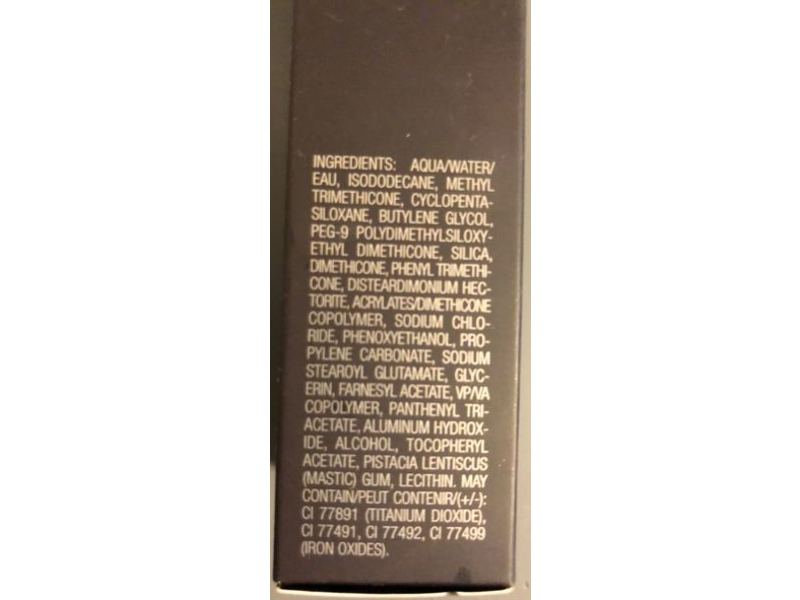 INGREDIENTS: AQUA/WATER/
EAU, ISODODECANE, METHYL
TRIMETHICONE, CYCLOPENTA-
SILOXANE, BUTYLENE GLYCOL,
PEG-9 POLYDIMETHYLSILOXY-
ETHYL DIMETHICONE, SILICA,
DIMETHICONE, PHENYL TRIMETHI-
CONE, DISTEARDIMONIUM HEC-
TORITE, ACRYLATES/DIMETHICONE
COPOLYMER, SODIUM CHLO-
RIDE, PHENOXYETHANOL, PRO-
PYLENE CARBONATE, SODIUM
STEAROYL GLUTAMATE, GLYC-
ERIN, FARNESYL ACETATE, VP/VA
COPOLYMER, PANTHENYL TRI-
ACETATE, ALUMINUM HYDROX-
IDE, ALCOHOL, TOCOPHERYL
ACETATE, PISTACIA LENTISCUS
(MASTIC) GUM, LECITHIN. MAY
CONTAIN/PEUT CONTENIR/(+/-):
CI 77891 (TITANIUM DIOXIDE),
CI 77491, CI 77492, CI 77499
(IRON OXIDES).